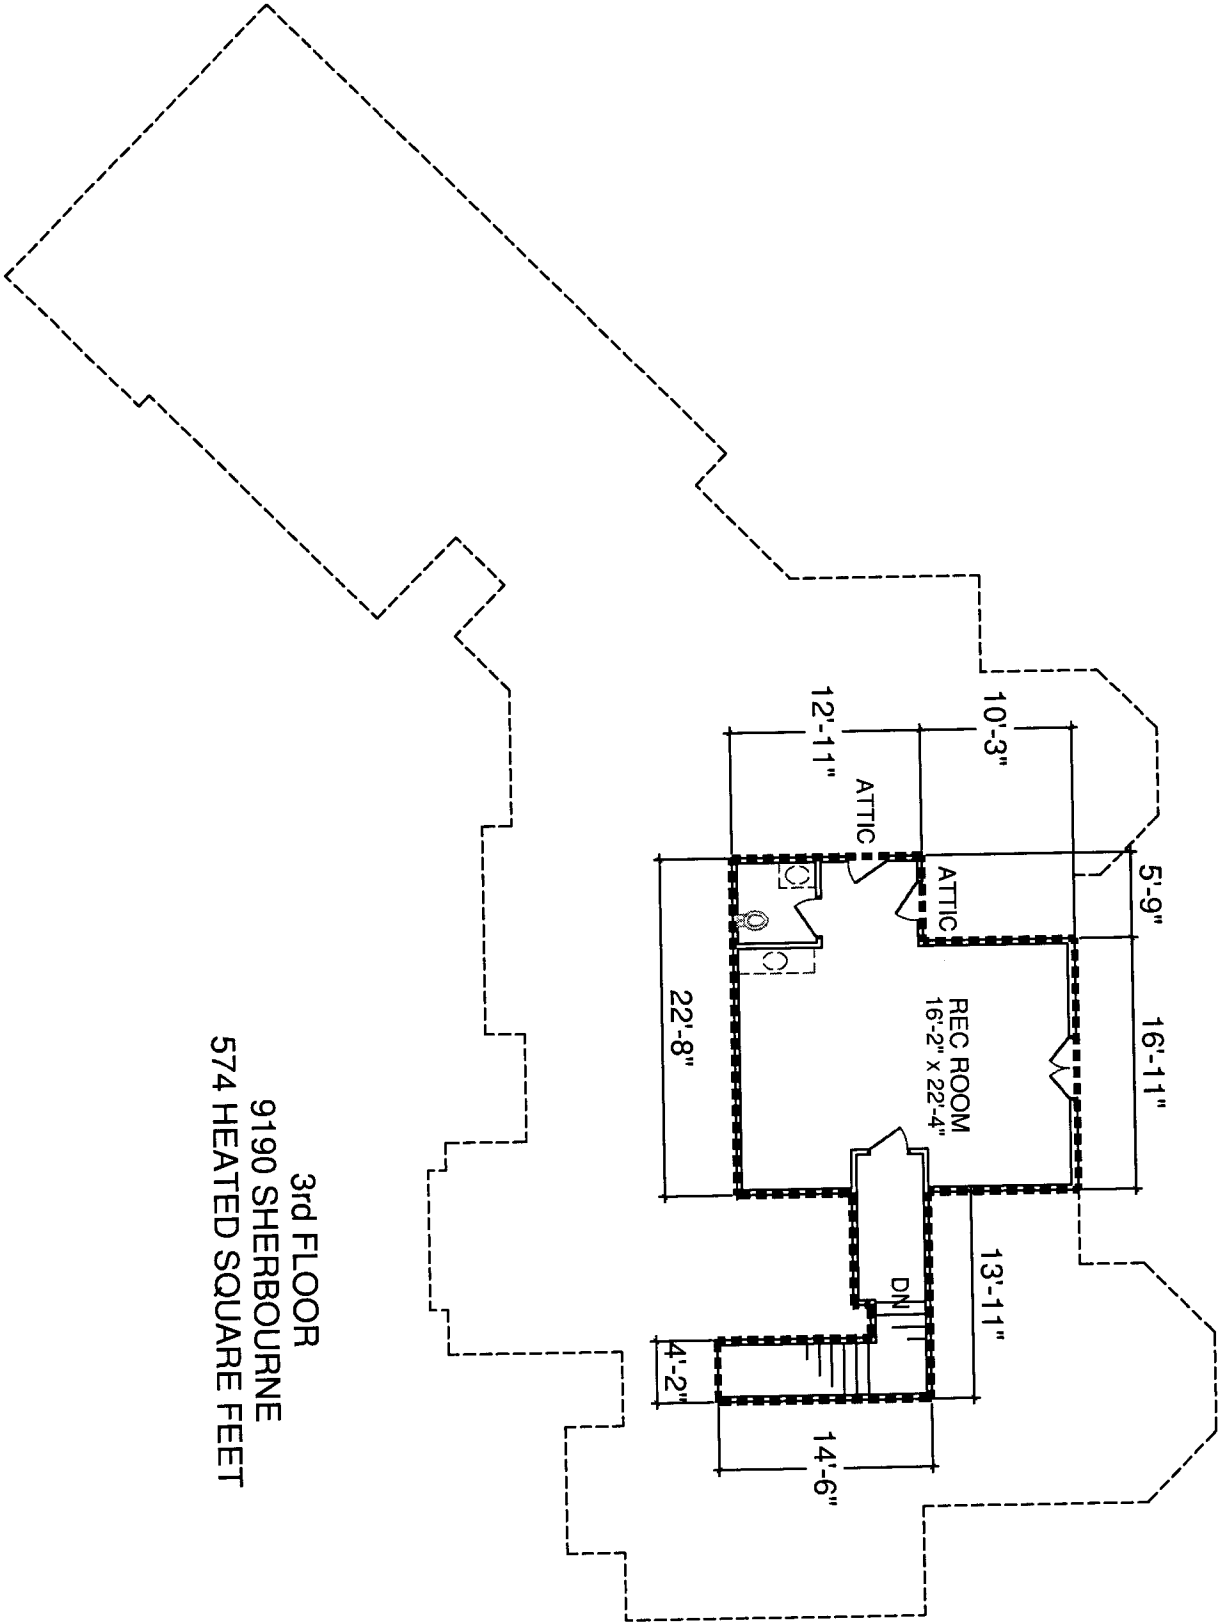 10'-3"
12'-11"
ATTIC
ATTIC
5'-9"
16'-11"
REC ROOM
16'-2" x 22'-4"
22'-8"
13'-11"
DN
4'-2"
14'-6"
3rd FLOOR
9190 SHERBOURNE
574 HEATED SQUARE FEET